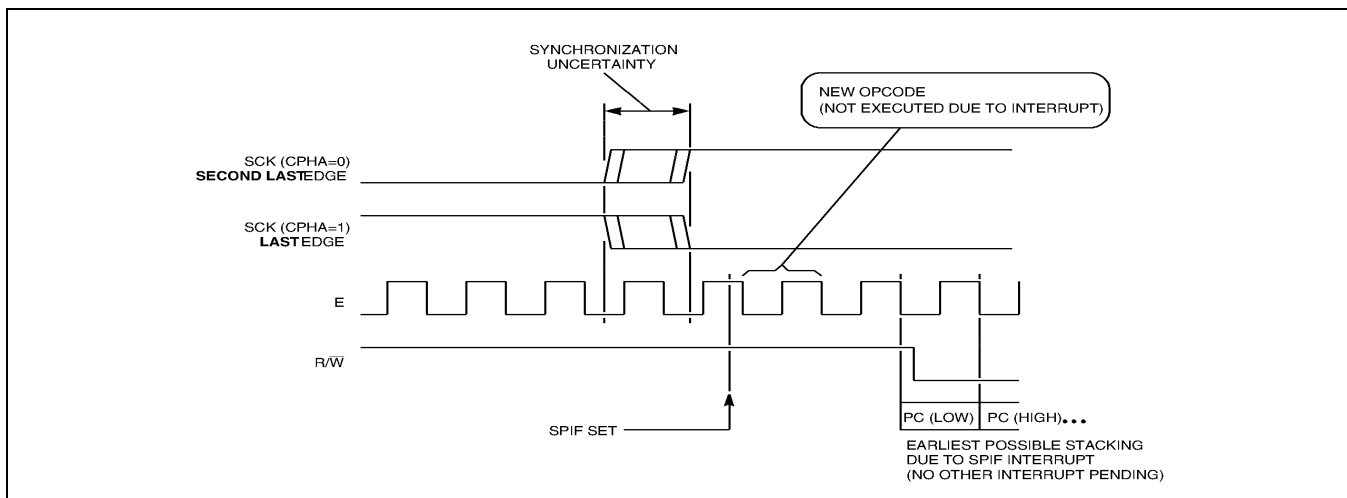 SYNCHRONIZATION
UNCERTAINTY
NEW OPCODE
(NOT EXECUTED DUE TO INTERRUPT)
SCK (CPHA=0)
SECOND LASTEDGE
SCK (CPHA=1)
LASTEDGE
E
R/W̅
SPIF SET
PC (LOW) PC (HIGH)•••
EARLIEST POSSIBLE STACKING
DUE TO SPIF INTERRUPT
(NO OTHER INTERRUPT PENDING)